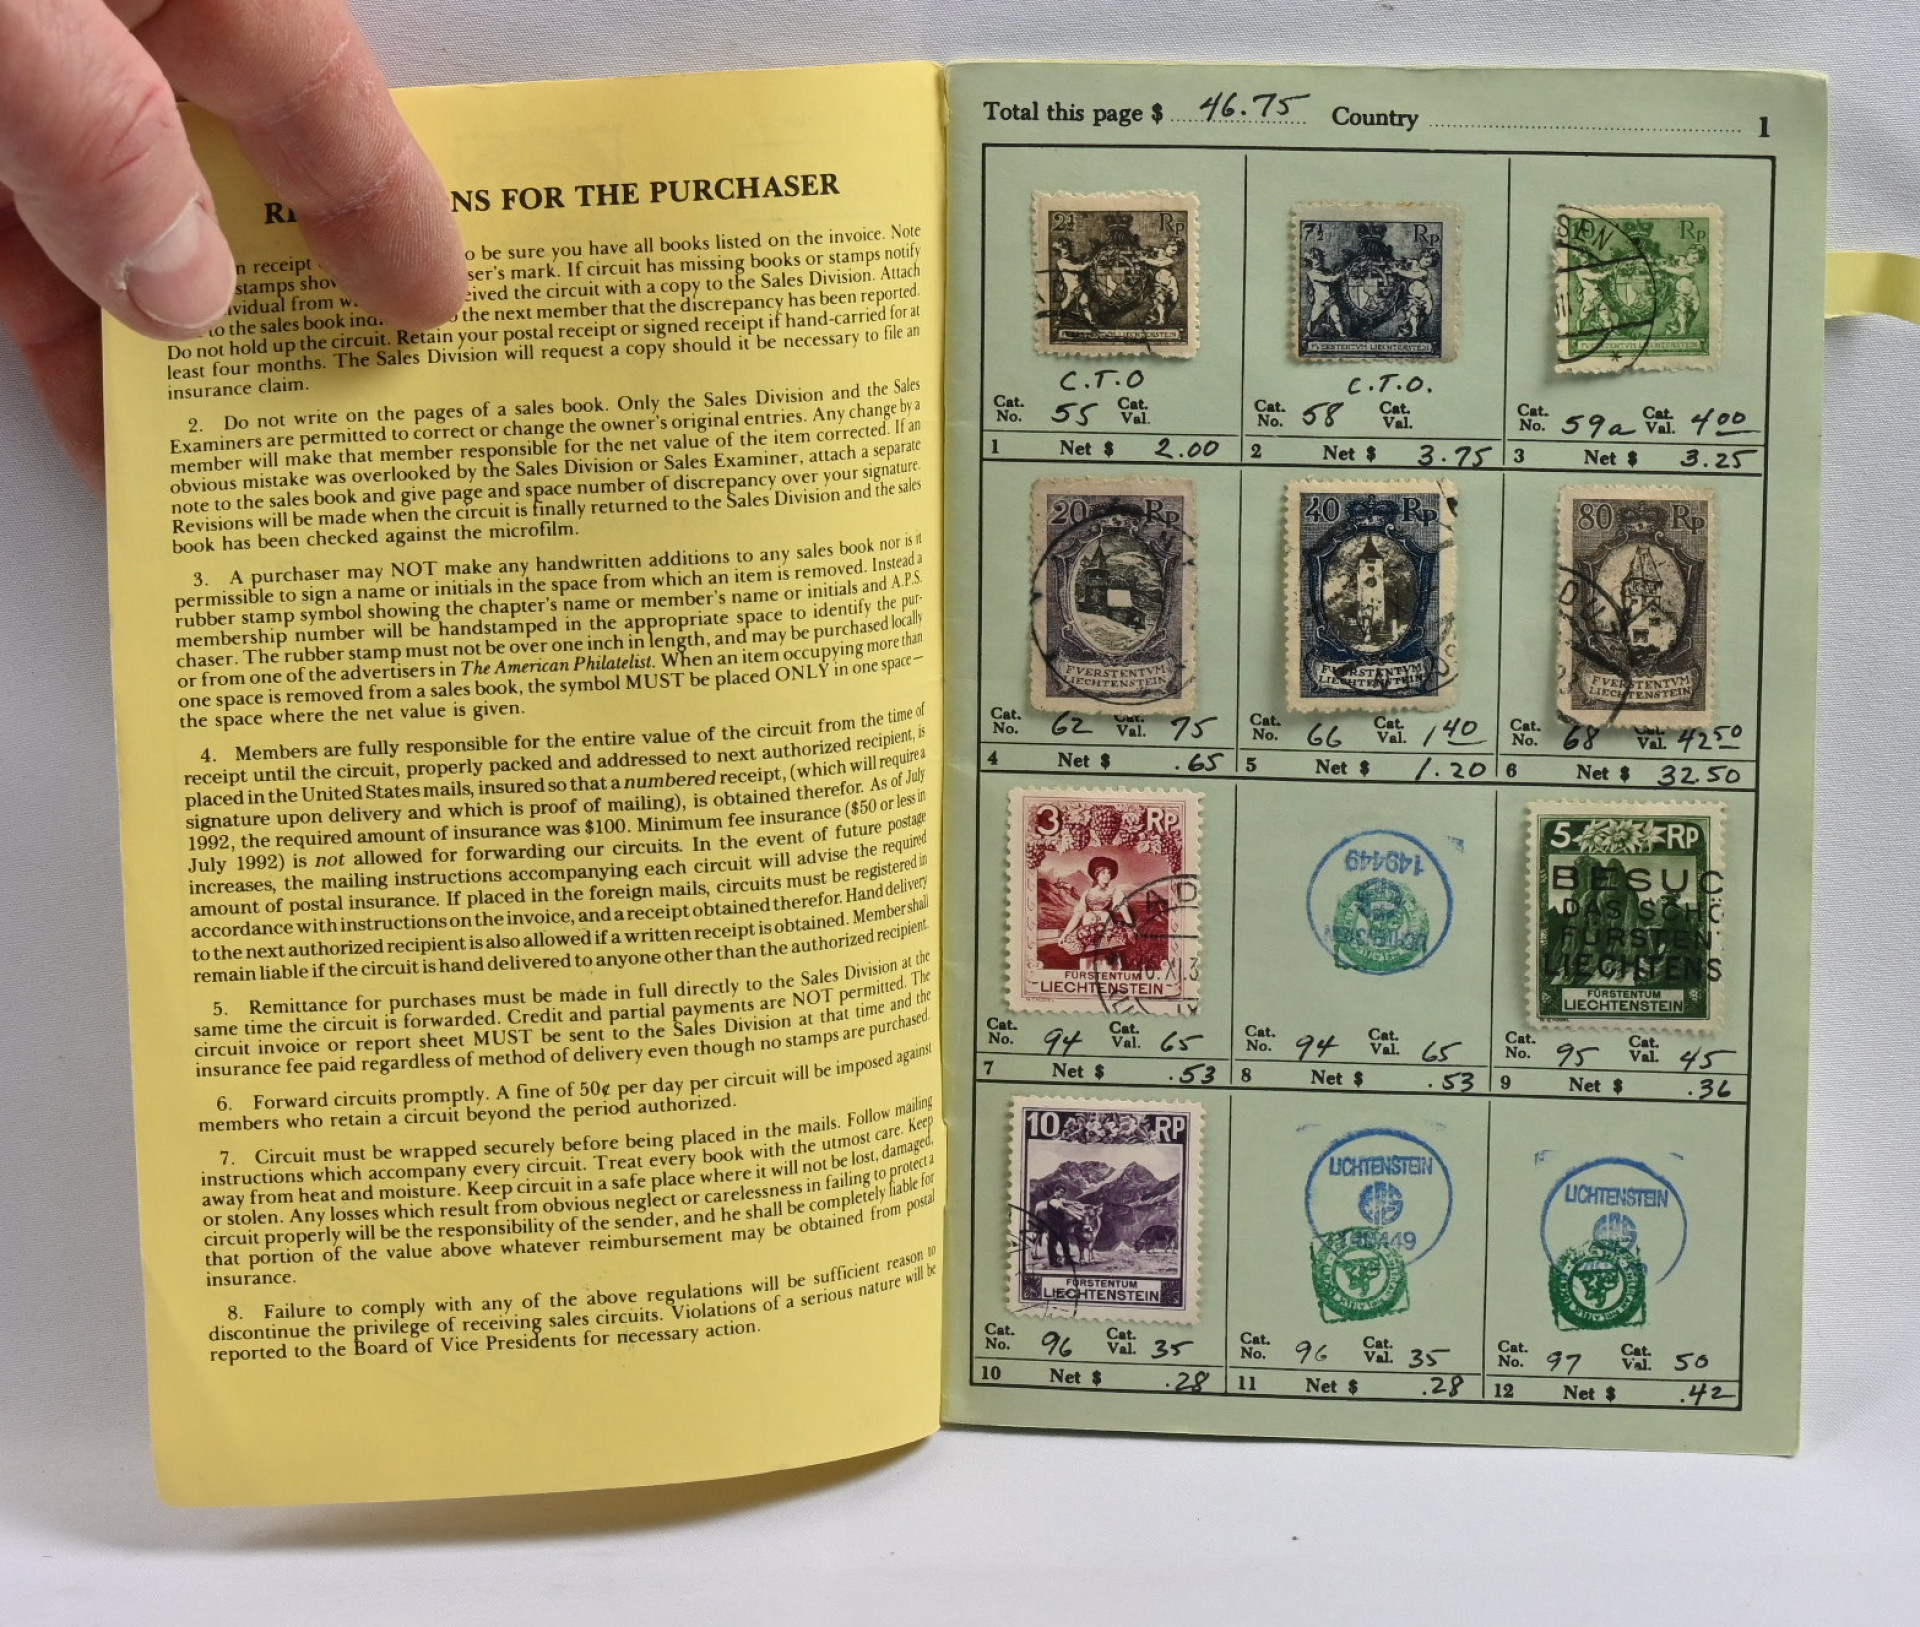 NS FOR THE PURCHASER
n receipt o be sure you have all books listed on the invoice. Note
stamps ser's mark. If circuit has missing books or stamps notify
ividual from eived the circuit with a copy to the Sales Division. Attach
to the sales book the next member that the discrepancy has been reported.
Do not hold up the circuit. Retain your postal receipt or signed receipt if hand-carried for at
least four months. The Sales Division will request a copy should it be necessary to file an
insurance claim.
2. Do not write on the pages of a sales book. Only the Sales Division and the Sales
Examiners are permitted to correct or change the owner's original entries. Any change by a
member will make that member responsible for the net value of the item corrected. If an
obvious mistake was overlooked by the Sales Division or Sales Examiner, attach a separate
note to the sales book and give page and space number of discrepancy over your signature.
Revisions will be made when the circuit is finally returned to the Sales Division and the sales
book has been checked against the microfilm.
3. A purchaser may NOT make any handwritten additions to any sales book nor is it
permissible to sign a name or initials in the space from which an item is removed. Instead a
rubber stamp symbol showing the chapter's name or member's name or initials and A.P.S.
membership number will be handstamped in the appropriate space to identify the pur-
chaser. The rubber stamp must not be over one inch in length, and may be purchased locally
or from one of the advertisers in The American Philatelist. When an item occupying more than
one space is removed from a sales book, the symbol MUST be placed ONLY in one space—
the space where the net value is given.
4. Members are fully responsible for the entire value of the circuit from the time of
receipt until the circuit, properly packed and addressed to next authorized recipient, is
placed in the United States mails, insured so that a numbered receipt, (which will require a
signature upon delivery and which is proof of mailing), is obtained therefor. As of July
1992, the required amount of insurance was $100. Minimum fee insurance ($50 or less in
July 1992) is not allowed for forwarding our circuits. In the event of future postage
increases, the mailing instructions accompanying each circuit will advise the required
amount of postal insurance. If placed in the foreign mails, circuits must be registered in
accordance with instructions on the invoice, and a receipt obtained therefor. Hand delivery
to the next authorized recipient is also allowed if a written receipt is obtained. Member shall
remain liable if the circuit is hand delivered to anyone other than the authorized recipient.
5. Remittance for purchases must be made in full directly to the Sales Division at the
same time the circuit is forwarded. Credit and partial payments are NOT permitted. The
circuit invoice or report sheet MUST be sent to the Sales Division at that time and the
insurance fee paid regardless of method of delivery even though no stamps are purchased.
6. Forward circuits promptly. A fine of 50¢ per day per circuit will be imposed against
members who retain a circuit beyond the period authorized.
7. Circuit must be wrapped securely before being placed in the mails. Follow mailing
instructions which accompany every circuit. Treat every book with the utmost care. Keep
away from heat and moisture. Keep circuit in a safe place where it will not be lost, damaged,
or stolen. Any losses which result from obvious neglect or carelessness in failing to protect a
circuit properly will be the responsibility of the sender, and he shall be completely liable for
that portion of the value above whatever reimbursement may be obtained from postal
insurance.
8. Failure to comply with any of the above regulations will be sufficient reason to
discontinue the privilege of receiving sales circuits. Violations of a serious nature will be
reported to the Board of Vice Presidents for necessary action.
Total this page $ 46.75 Country 1
2½ Rp
FVERSTENTVM LIECHTENSTEIN
C.T.O
Cat. No. 55 Cat. Val.
1 Net $ 2.00
7½ Rp
FVERSTENTVM LIECHTENSTEIN
C.T.O.
Cat. No. 58 Cat. Val.
2 Net $ 3.75
Rp
FVERSTENTVM LIECHTENSTEIN
Cat. No. 59a Cat. Val. 4.00
3 Net $ 3.25
20 Rp
FVERSTENTVM
LIECHTENSTEIN
Cat. No. 62 Cat. Val. 75
4 Net $ .65
40 Rp
FVERSTENTVM
LIECHTENSTEIN
Cat. No. 66 Cat. Val. 1.40
5 Net $ 1.20
80 Rp
FVERSTENTVM
LIECHTENSTEIN
Cat. No. 68 Cat. Val. 42.50
6 Net $ 32.50
3 RP
FÜRSTENTUM
LIECHTENSTEIN
Cat. No. 94 Cat. Val. 65
7 Net $ .53
149449
Cat. No. 94 Cat. Val. 65
8 Net $ .53
5 RP
BESUC
DAS SCHÖ
FÜRSTEN
LIECHTENS
FÜRSTENTUM
LIECHTENSTEIN
Cat. No. 95 Cat. Val. 45
9 Net $ .36
10 RP
FÜRSTENTUM
LIECHTENSTEIN
Cat. No. 96 Cat. Val. 35
10 Net $ .28
LICHTENSTEIN
Cat. No. 96 Cat. Val. 35
11 Net $ .28
LICHTENSTEIN
Cat. No. 97 Cat. Val. 50
12 Net $ .42